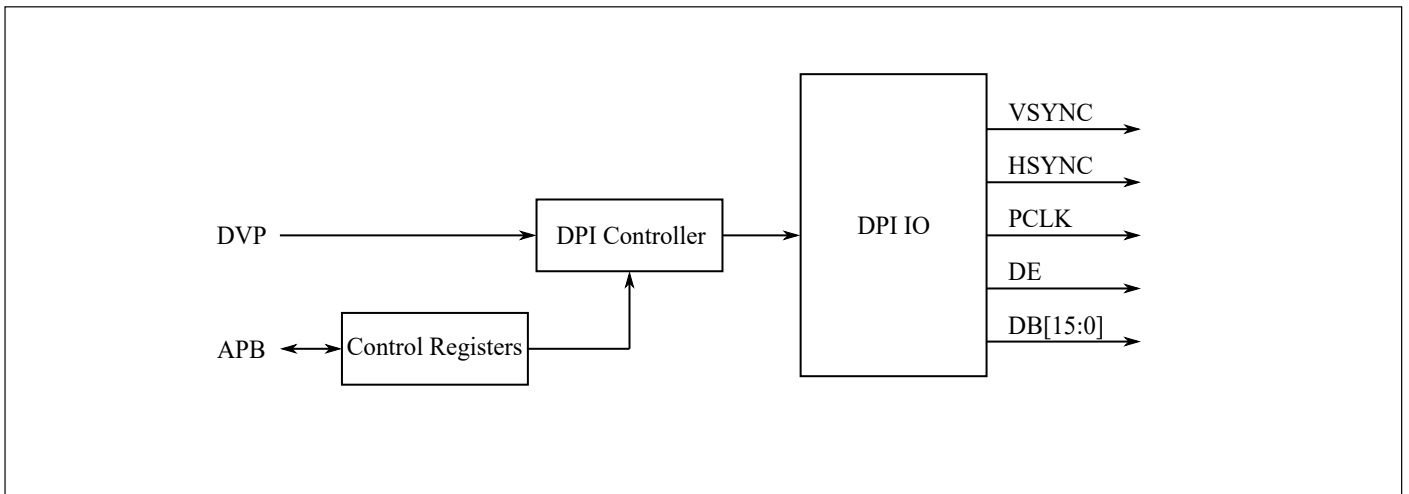 VSYNC
HSYNC
DVP
DPI Controller
DPI IO
PCLK
DE
APB
Control Registers
DB[15:0]